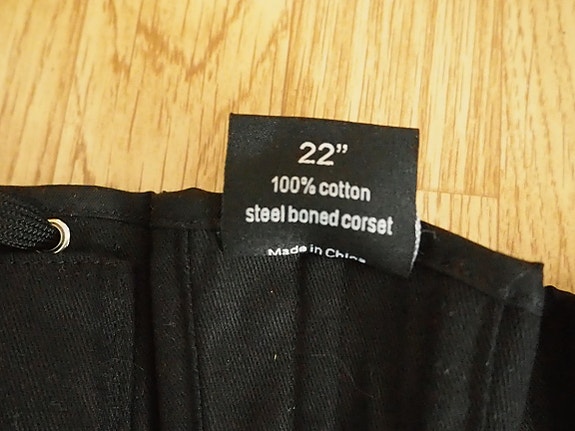 22”
100% cotton
steel boned corset
Made in China